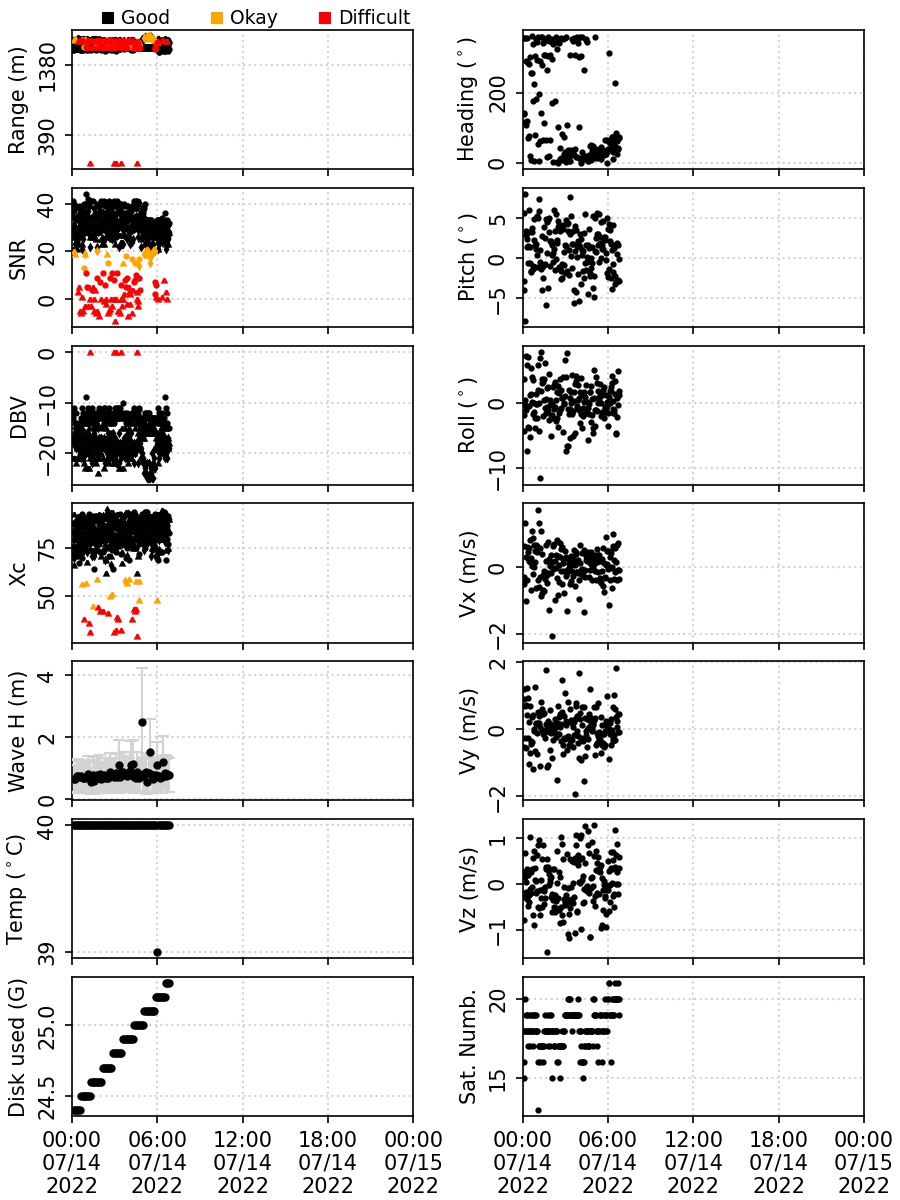 Good Okay Difficult
Range (m)
1380
390
Heading (°)
200
0
SNR
40
20
0
Pitch (°)
5
0
−5
DBV
0
−10
−20
Roll (°)
0
−10
Xc
75
50
Vx (m/s)
0
−2
Wave H (m)
4
2
0
Vy (m/s)
2
0
−2
Temp (°C)
40
39
Vz (m/s)
1
0
−1
Disk used (G)
25.0
24.5
Sat. Numb.
20
15
00:00 06:00 12:00 18:00 00:00
07/14 07/14 07/14 07/14 07/15
2022 2022 2022 2022 2022
00:00 06:00 12:00 18:00 00:00
07/14 07/14 07/14 07/14 07/15
2022 2022 2022 2022 2022